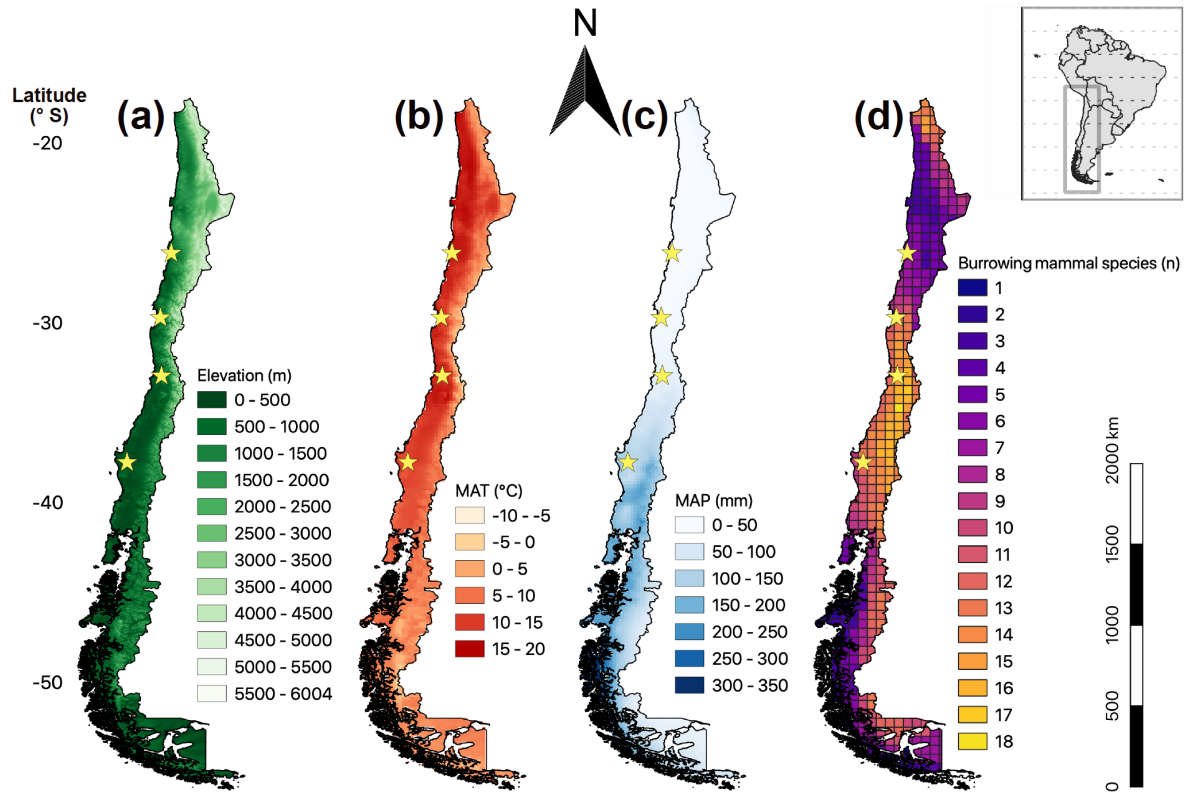 N
Latitude
(° S)
(a)
(b)
(c)
(d)
-20
-30
-40
-50
Elevation (m)
0 - 500
500 - 1000
1000 - 1500
1500 - 2000
2000 - 2500
2500 - 3000
3000 - 3500
3500 - 4000
4000 - 4500
4500 - 5000
5000 - 5500
5500 - 6004
MAT (°C)
-10 - -5
-5 - 0
0 - 5
5 - 10
10 - 15
15 - 20
MAP (mm)
0 - 50
50 - 100
100 - 150
150 - 200
200 - 250
250 - 300
300 - 350
Burrowing mammal species (n)
1
2
3
4
5
6
7
8
9
10
11
12
13
14
15
16
17
18
0
500
1000
1500
2000 km